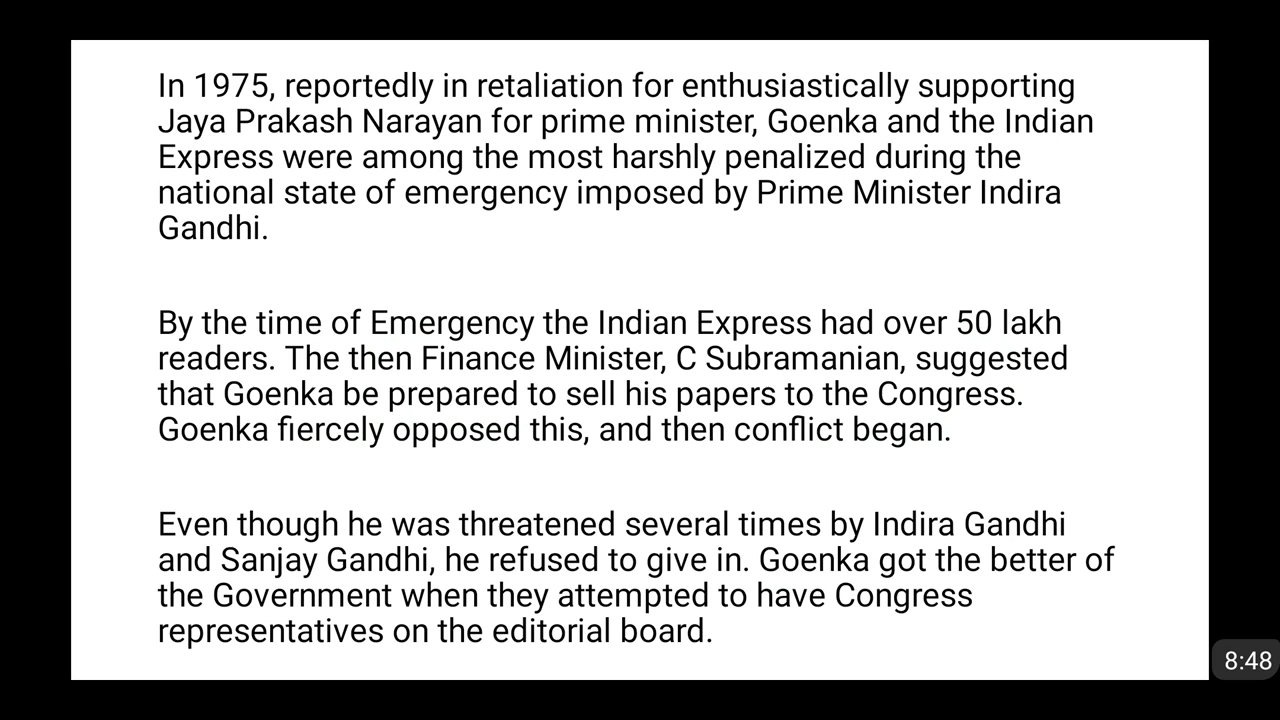 In 1975, reportedly in retaliation for enthusiastically supporting
Jaya Prakash Narayan for prime minister, Goenka and the Indian
Express were among the most harshly penalized during the
national state of emergency imposed by Prime Minister Indira
Gandhi.
By the time of Emergency the Indian Express had over 50 lakh
readers. The then Finance Minister, C Subramanian, suggested
that Goenka be prepared to sell his papers to the Congress.
Goenka fiercely opposed this, and then conflict began.
Even though he was threatened several times by Indira Gandhi
and Sanjay Gandhi, he refused to give in. Goenka got the better of
the Government when they attempted to have Congress
representatives on the editorial board.
8:48